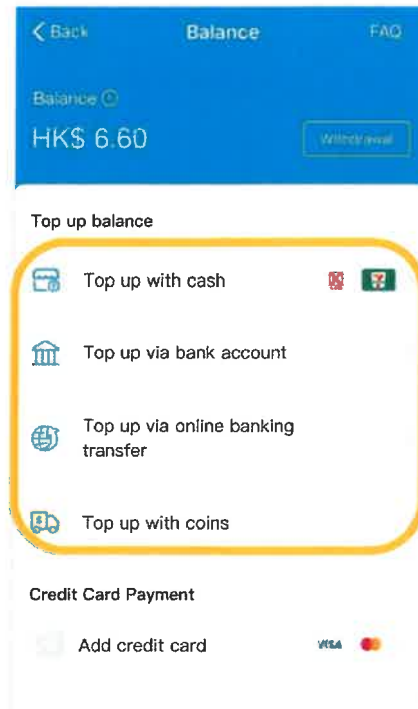 Back
Balance
FAQ
Balance
HK$ 6.60
Withdrawal
Top up balance
Top up with cash
Top up via bank account
Top up via online banking
transfer
Top up with coins
Credit Card Payment
Add credit card
VISA